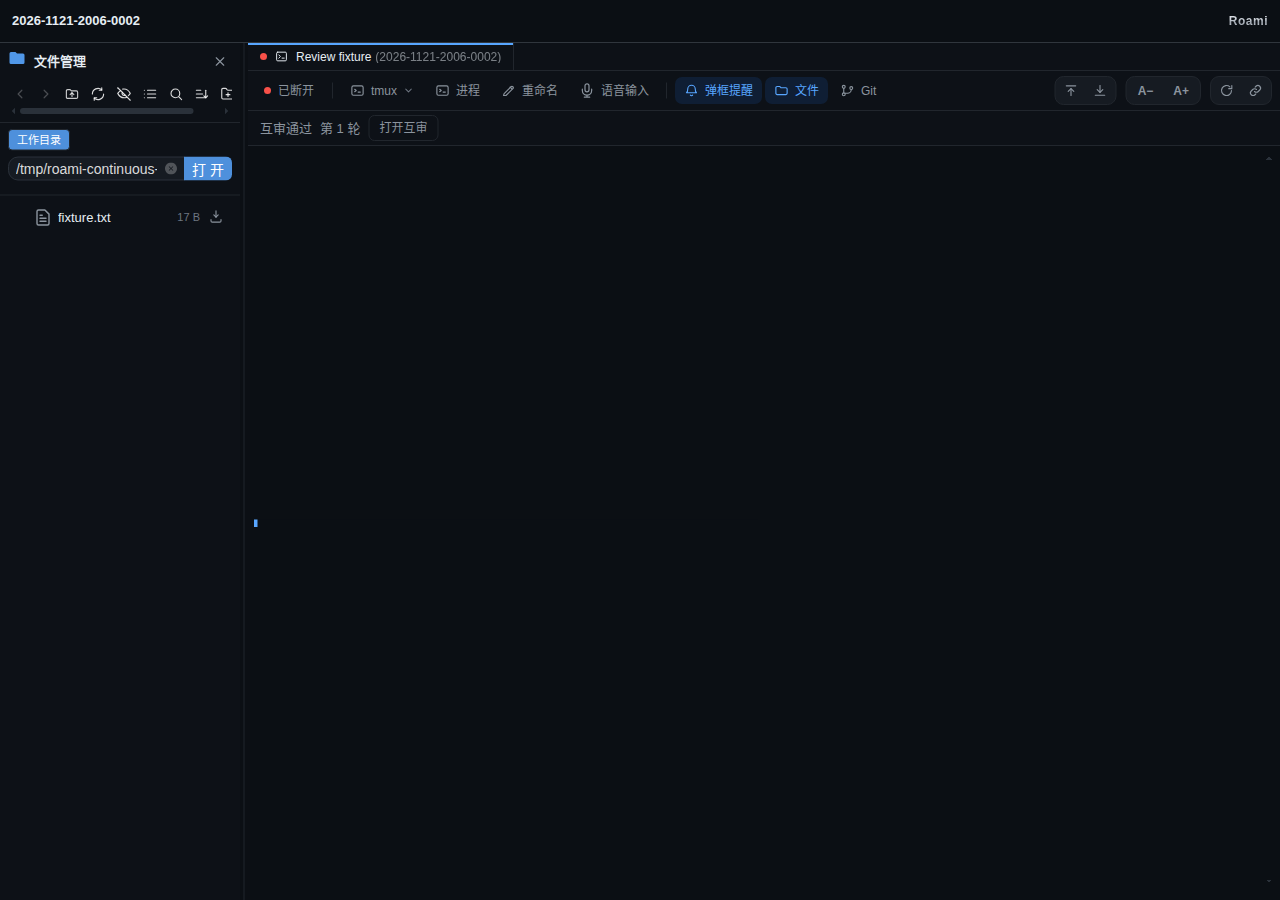 2026-1121-2006-0002
Roami
文件管理
工作目录
/tmp/roami-continuous-
打 开
fixture.txt 17 B
Review fixture (2026-1121-2006-0002)
已断开 tmux 进程 重命名 语音输入 弹框提醒 文件 Git A− A+
互审通过 第 1 轮 打开互审